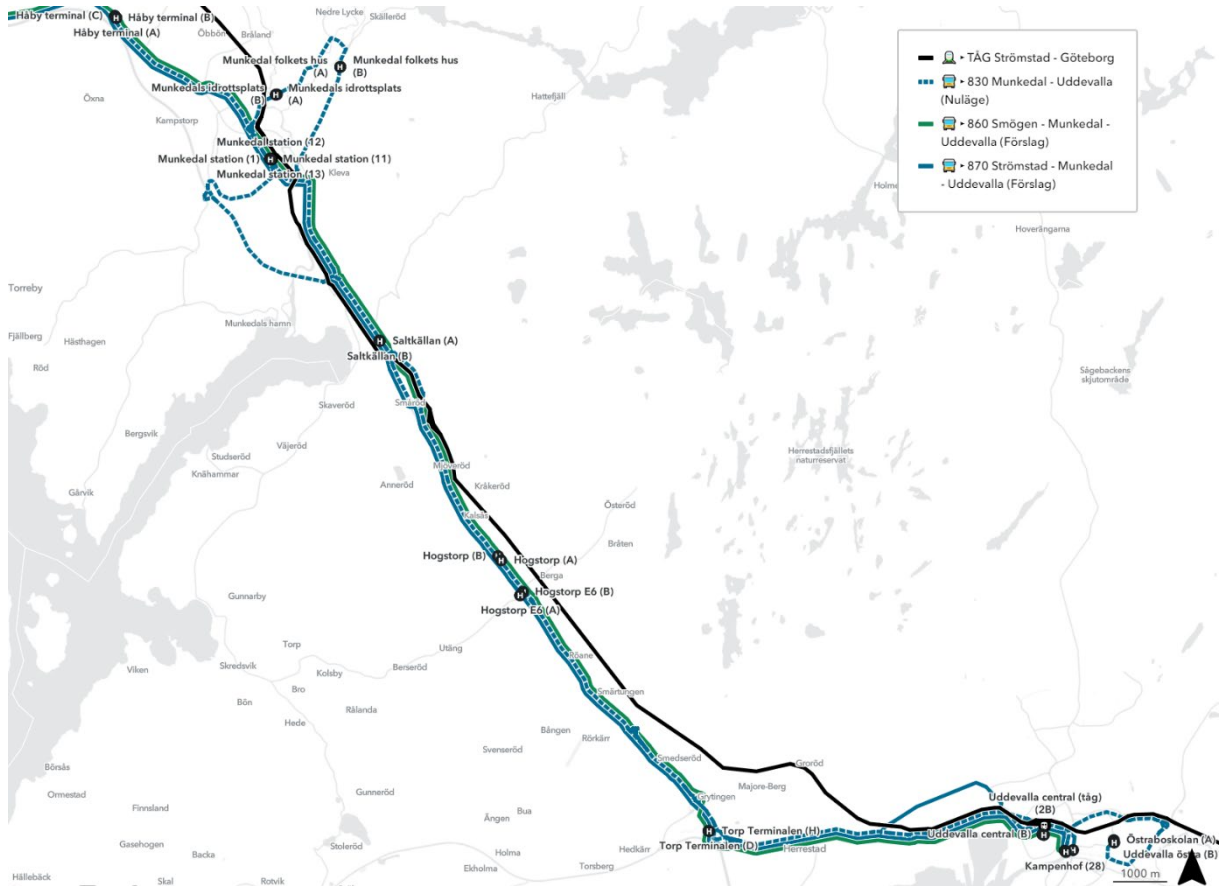 Håby terminal (C)
Håby terminal (B)
Håby terminal (A)
Öbbön
Bråland
Nedre Lycke
Skälleröd
Munkedal folkets hus
(A)
Munkedal folkets hus
(B)
Munkedals idrottsplats
(B)
Munkedals idrottsplats
(A)
Öxna
Kampstorp
Hattefjäll
Munkedal station (12)
Munkedal station (1)
Munkedal station (11)
Munkedal station (13)
Kleva
TÅG Strömstad - Göteborg
830 Munkedal - Uddevalla
(Nuläge)
860 Smögen - Munkedal -
Uddevalla (Förslag)
870 Strömstad - Munkedal
- Uddevalla (Förslag)
Hoverångarna
Torreby
Fjällberg
Hästhagen
Röd
Munkedals hamn
Saltkällan (A)
Saltkällan (B)
Sågebackens
skjutområde
Skaveröd
Småröd
Bergsvik
Väjeröd
Studseröd
Knähammar
Gårvik
Mjöveröd
Anneröd
Kråkeröd
Herrestadsfjällets
naturreservat
Kalsås
Österöd
Bråten
Hogstorp (B)
Hogstorp (A)
Berga
Hogstorp E6 (B)
Hogstorp E6 (A)
Gunnarby
Torp
Utång
Viken
Skredsvik
Kolsby
Berseröd
Röane
Bro
Bön
Rålanda
Hede
Smärtungen
Bången
Rörkärr
Svenseröd
Smedseröd
Groröd
Börsås
Ormestad
Gunneröd
Majore-Berg
Grytingen
Finnsland
Bua
Ängen
Uddevalla central (tåg)
(2B)
Gasehogen
Backa
Stoleröd
Holma
Hedkärr
Torp Terminalen (H)
Torp Terminalen (D)
Herrestad
Uddevalla central (B)
Östraboskolan (A)
Uddevalla östra (B)
Kampenhof (28)
Hällebäck
Skal
Rotvik
Ekholma
Torsberg
1000 m